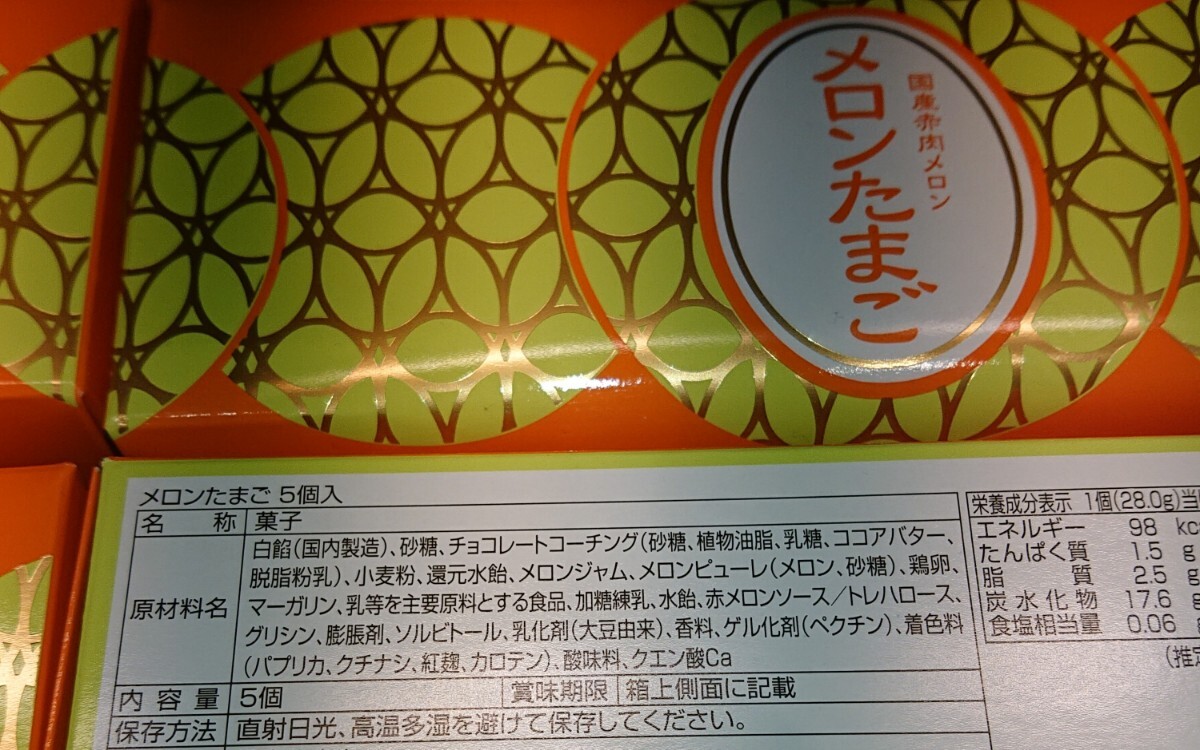 国産赤肉メロン
メロンたまご
メロンたまご 5個入
名称 菓子
原材料名
白餡(国内製造)、砂糖、チョコレートコーチング(砂糖、植物油脂、乳糖、ココアバター、
脱脂粉乳)、小麦粉、還元水飴、メロンジャム、メロンピューレ(メロン、砂糖)、鶏卵、
マーガリン、乳等を主要原料とする食品、加糖練乳、水飴、赤メロンソース/トレハロース、
グリシン、膨脹剤、ソルビトール、乳化剤(大豆由来)、香料、ゲル化剤(ペクチン)、着色料
(パプリカ、クチナシ、紅麹、カロテン)、酸味料、クエン酸Ca
内容量 5個 賞味期限 箱上側面に記載
保存方法 直射日光、高温多湿を避けて保存してください。
栄養成分表示 1個(28.0g)当
エネルギー 98 kc
たんぱく質 1.5 g
脂質 2.5 g
炭水化物 17.6 g
食塩相当量 0.06
(推定